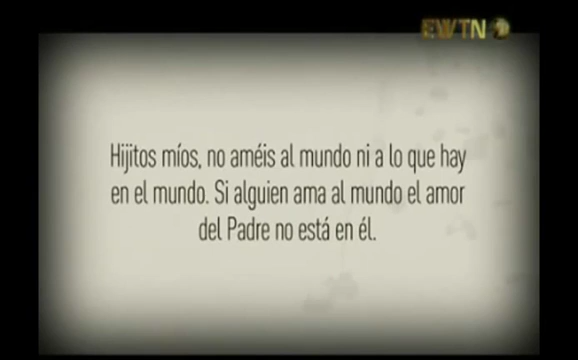 EWTN
Hijitos míos, no améis al mundo ni a lo que hay
en el mundo. Si alguien ama al mundo el amor
del Padre no está en él.